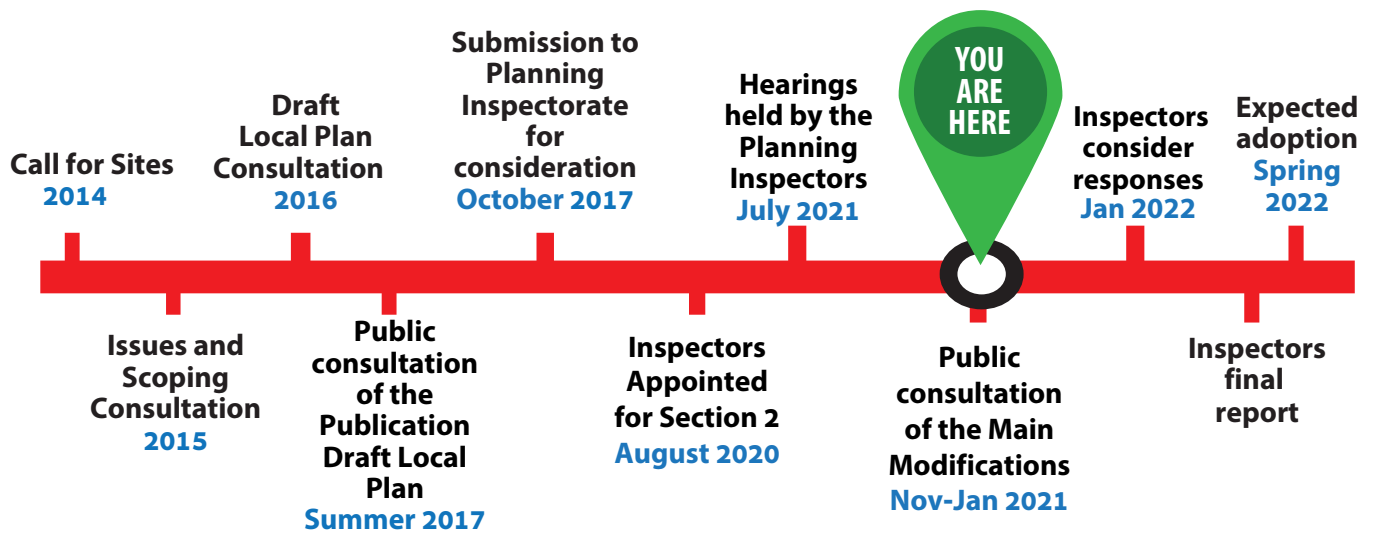 Call for Sites
2014
Issues and
Scoping
Consultation
2015
Draft
Local Plan
Consultation
2016
Public
consultation
of the
Publication
Draft Local
Plan
Summer 2017
Submission to
Planning
Inspectorate
for
consideration
October 2017
Inspectors
Appointed
for Section 2
August 2020
Hearings
held by the
Planning
Inspectors
July 2021
YOU
ARE
HERE
Public
consultation
of the Main
Modifications
Nov-Jan 2021
Inspectors
consider
responses
Jan 2022
Inspectors
final
report
Expected
adoption
Spring
2022